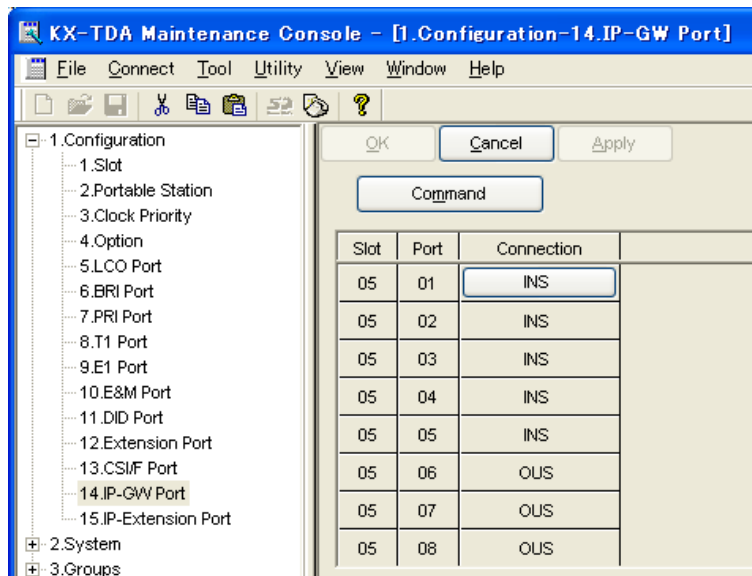 KX-TDA Maintenance Console - [1.Configuration-14.IP-GW Port]
File Connect Tool Utility View Window Help
1.Configuration
1.Slot
2.Portable Station
3.Clock Priority
4.Option
5.LCO Port
6.BRI Port
7.PRI Port
8.T1 Port
9.E1 Port
10.E&M Port
11.DID Port
12.Extension Port
13.CSI/F Port
14.IP-GW Port
15.IP-Extension Port
2.System
3.Groups
OK Cancel Apply
Command
Slot Port Connection
05 01 INS
05 02 INS
05 03 INS
05 04 INS
05 05 INS
05 06 OUS
05 07 OUS
05 08 OUS